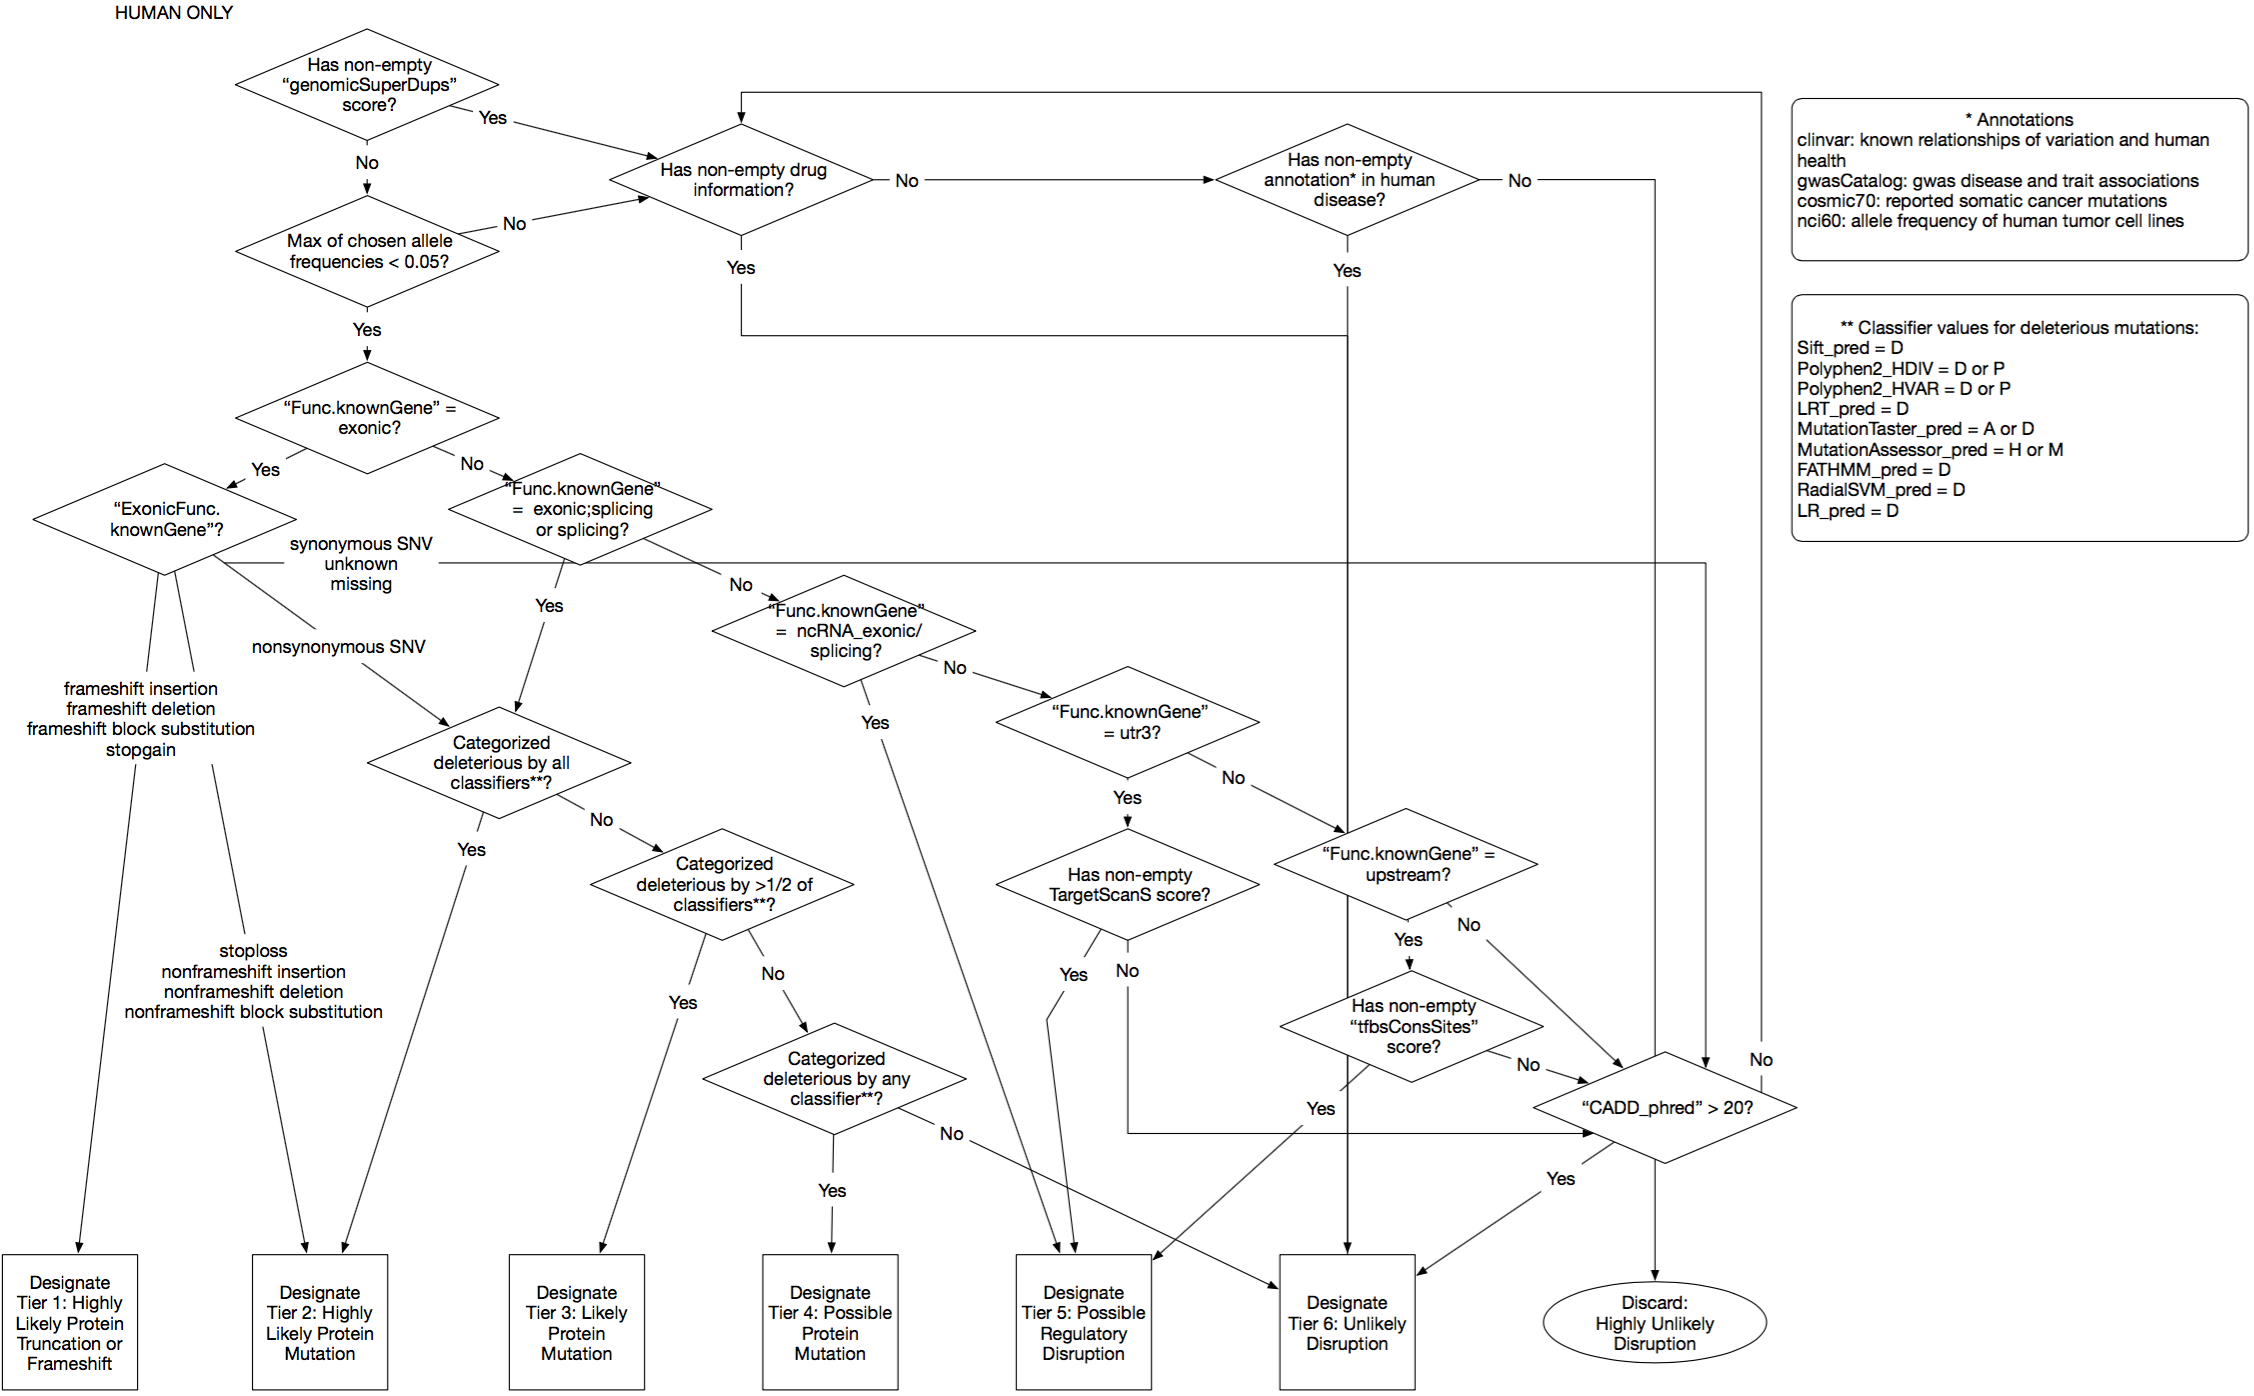 HUMAN ONLY
Has non-empty
“genomicSuperDups”
score?
Yes
No
Max of chosen allele
frequencies < 0.05?
No
Yes
Has non-empty drug
information?
No
Yes
Has non-empty
annotation* in human
disease?
No
Yes
* Annotations
clinvar: known relationships of variation and human
health
gwasCatalog: gwas disease and trait associations
cosmic70: reported somatic cancer mutations
nci60: allele frequency of human tumor cell lines
** Classifier values for deleterious mutations:
Sift_pred = D
Polyphen2_HDIV = D or P
Polyphen2_HVAR = D or P
LRT_pred = D
MutationTaster_pred = A or D
MutationAssessor_pred = H or M
FATHMM_pred = D
RadialSVM_pred = D
LR_pred = D
“Func.knownGene” =
exonic?
Yes
No
“ExonicFunc.
knownGene”?
synonymous SNV
unknown
missing
nonsynonymous SNV
frameshift insertion
frameshift deletion
frameshift block substitution
stopgain
stoploss
nonframeshift insertion
nonframeshift deletion
nonframeshift block substitution
“Func.knownGene”
= exonic;splicing
or splicing?
Yes
No
“Func.knownGene”
= ncRNA_exonic/
splicing?
Yes
No
“Func.knownGene”
= utr3?
Yes
No
Categorized
deleterious by all
classifiers**?
Yes
No
Categorized
deleterious by >1/2 of
classifiers**?
Yes
No
Categorized
deleterious by any
classifier**?
Yes
No
Has non-empty
TargetScanS score?
Yes
No
“Func.knownGene” =
upstream?
Yes
No
Has non-empty
“tfbsConsSites”
score?
Yes
No
“CADD_phred” > 20?
No
Yes
Designate
Tier 1: Highly
Likely Protein
Truncation or
Frameshift
Designate
Tier 2: Highly
Likely Protein
Mutation
Designate
Tier 3: Likely
Protein
Mutation
Designate
Tier 4: Possible
Protein
Mutation
Designate
Tier 5: Possible
Regulatory
Disruption
Designate
Tier 6: Unlikely
Disruption
Discard:
Highly Unlikely
Disruption